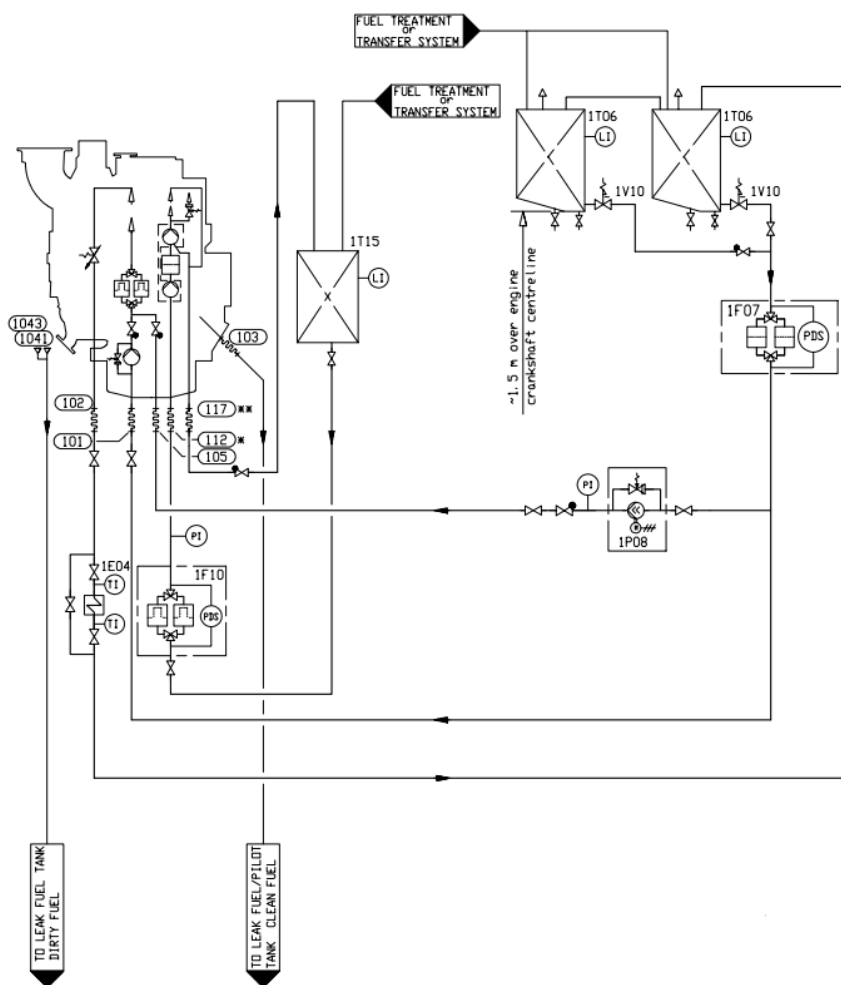 FUEL TREATMENT
or
TRANSFER SYSTEM
FUEL TREATMENT
or
TRANSFER SYSTEM
1T06
LI
1T06
LI
1V10
1V10
1T15
LI
1043
1041
103
~1.5 m over engine
crankshaft centreline
1F07
PDS
102
117 **
101
112 *
105
PI
1P08
PI
1E04
TI
TI
1F10
PDS
TO LEAK FUEL TANK
DIRTY FUEL
TO LEAK FUEL/PILOT
TANK CLEAN FUEL